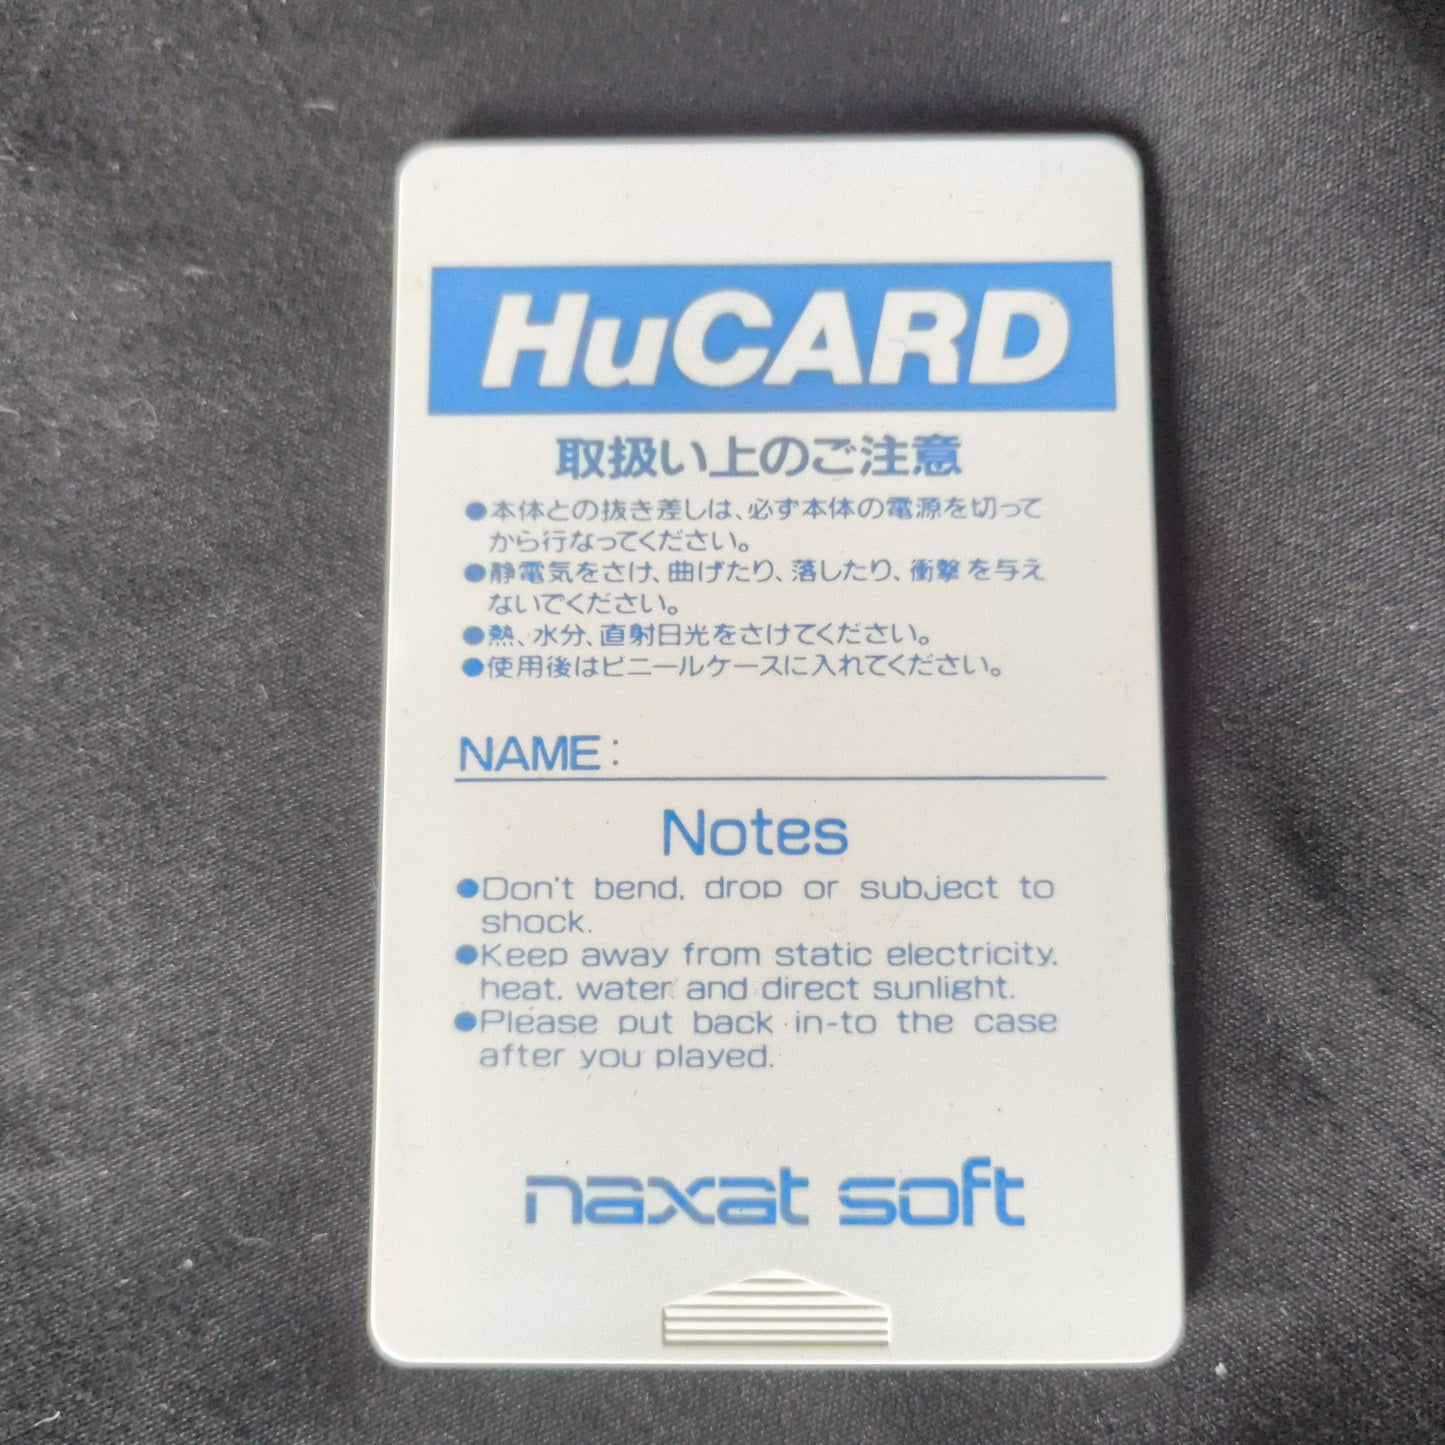 HuCARD
取扱い上のご注意
●本体との抜き差しは、必ず本体の電源を切って
から行なってください。
●静電気をさけ、曲げたり、落したり、衝撃を与え
ないでください。
●熱、水分、直射日光をさけてください。
●使用後はビニールケースに入れてください。
NAME:
Notes
●Don't bend, drop or subject to
shock.
●Keep away from static electricity,
heat, water and direct sunlight.
●Please put back in-to the case
after you played.
naxat soft